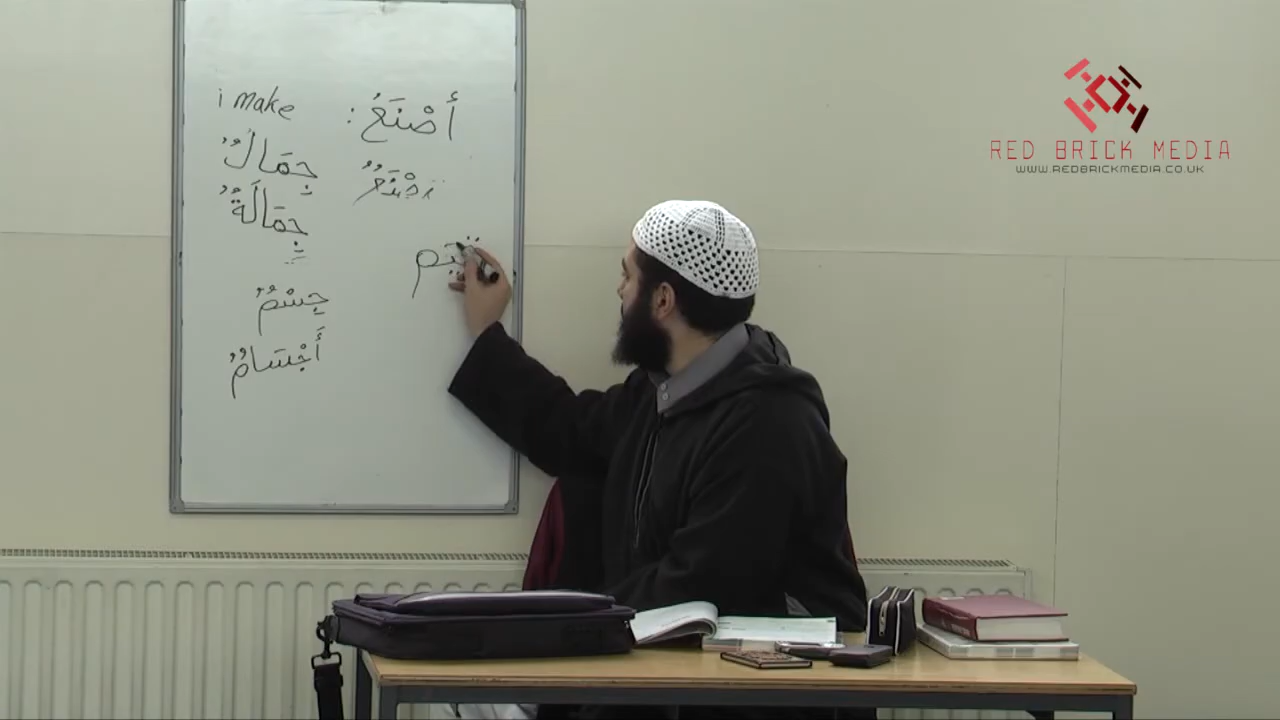 أَصْنَعُ :
i make
جِمَالٌ
جِمَالَةٌ
جِسْمٌ
أَجْسَامٌ
RED BRICK MEDIA
WWW.REDBRICKMEDIA.CO.UK